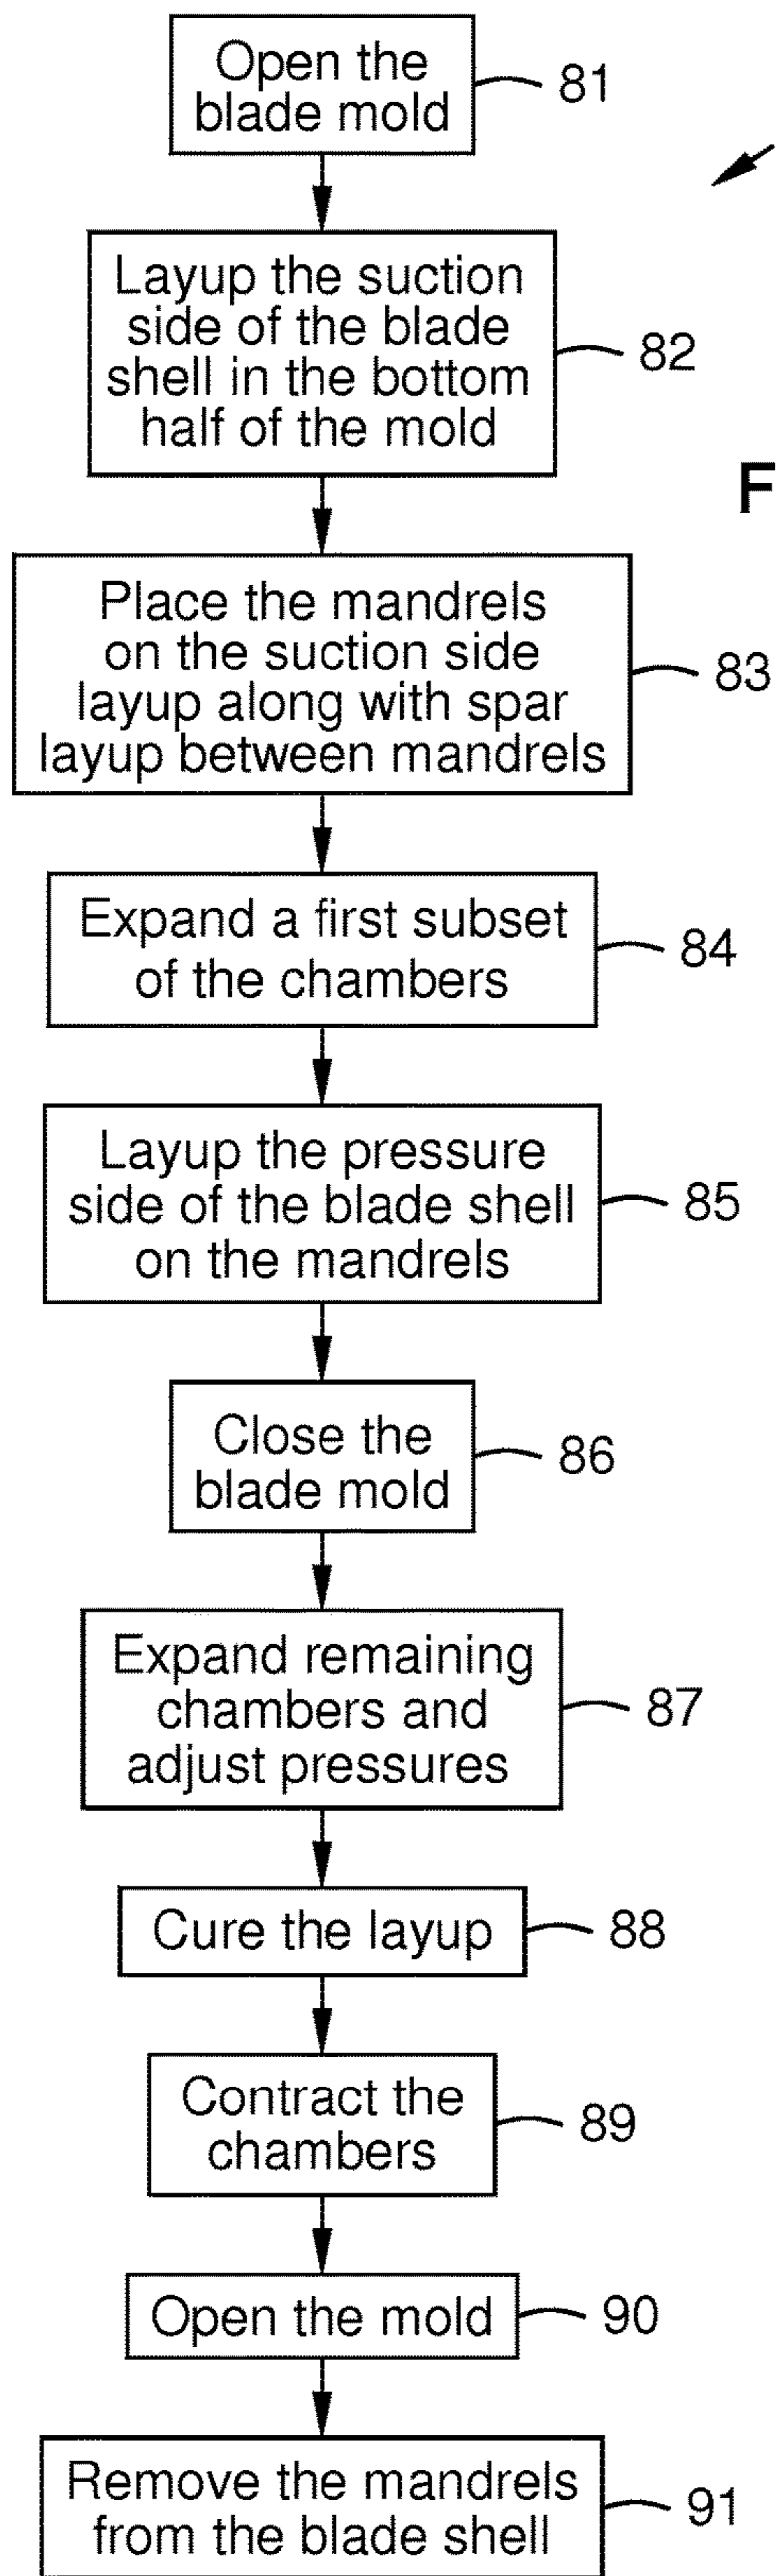 Open the
blade mold
81
Layup the suction
side of the blade
shell in the bottom
half of the mold
82
F
Place the mandrels
on the suction side
layup along with spar
layup between mandrels
83
Expand a first subset
of the chambers
84
Layup the pressure
side of the blade shell
on the mandrels
85
Close the
blade mold
86
Expand remaining
chambers and
adjust pressures
87
Cure the layup
88
Contract the
chambers
89
Open the mold
90
Remove the mandrels
from the blade shell
91